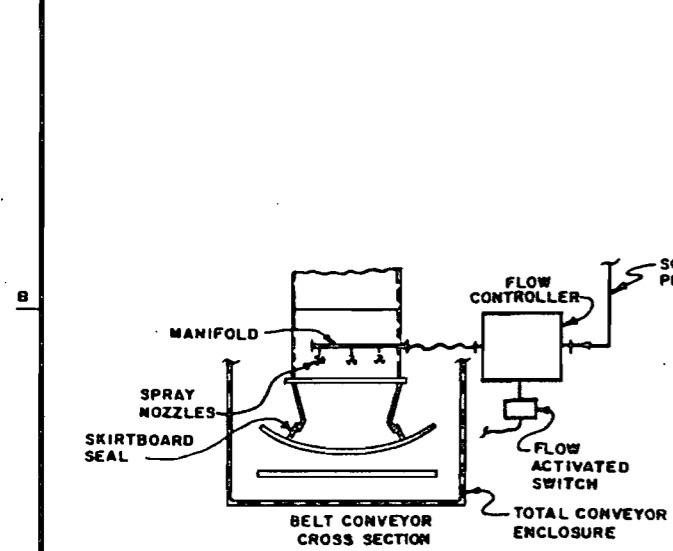 B
FLOW
CONTROLLER
MANIFOLD
SPRAY
NOZZLES
SKIRTBOARD
SEAL
FLOW
ACTIVATED
SWITCH
TOTAL CONVEYOR
ENCLOSURE
BELT CONVEYOR
CROSS SECTION